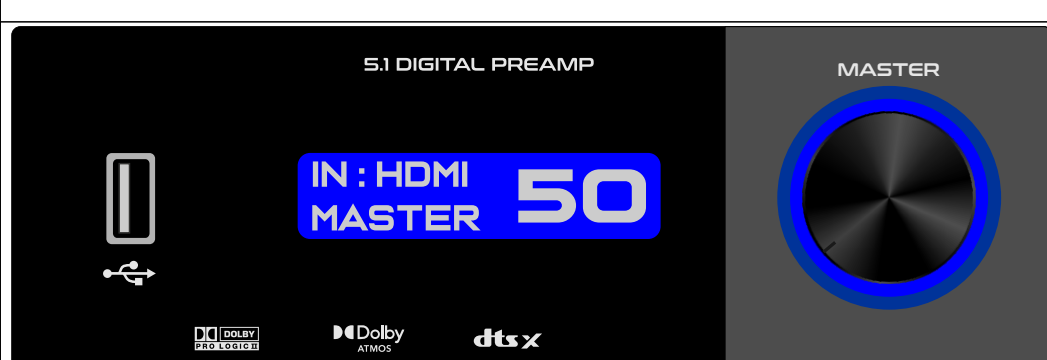 5.1 DIGITAL PREAMP
MASTER
IN : HDMI
MASTER
50
DOLBY
PRO LOGIC II
Dolby
ATMOS
dts x